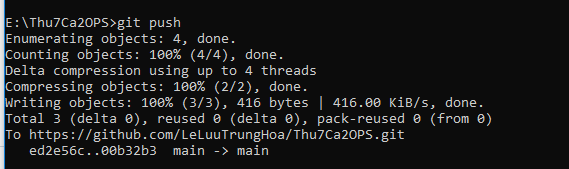 E:\Thu7Ca2OPS>git push
Enumerating objects: 4, done.
Counting objects: 100% (4/4), done.
Delta compression using up to 4 threads
Compressing objects: 100% (2/2), done.
Writing objects: 100% (3/3), 416 bytes | 416.00 KiB/s, done.
Total 3 (delta 0), reused 0 (delta 0), pack-reused 0 (from 0)
To https://github.com/LeLuuTrungHoa/Thu7Ca2OPS.git
   ed2e56c..00b32b3  main -> main